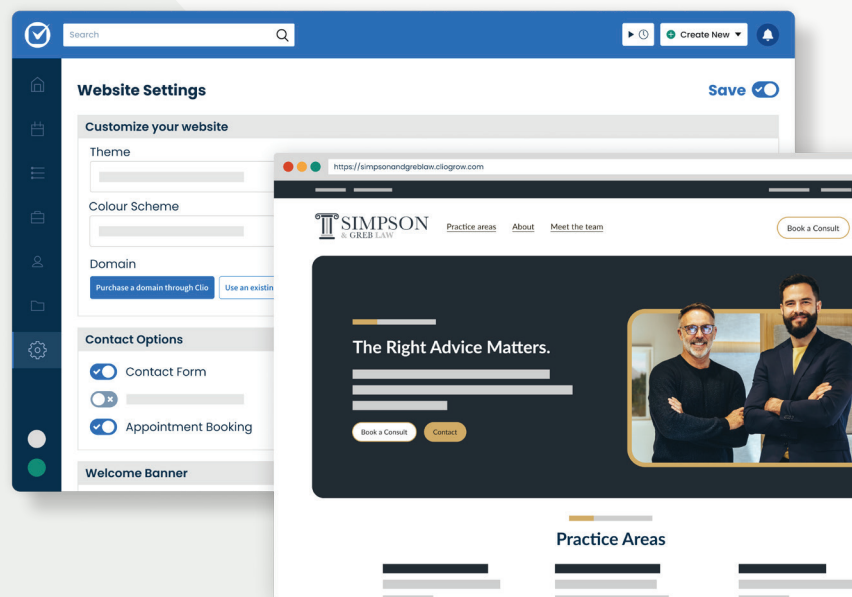 Search
Create New
Website Settings
Save
Customize your website
Theme
Colour Scheme
Domain
Purchase a domain through Clio
Use an existin
Contact Options
Contact Form
Appointment Booking
Welcome Banner
https://simpsonandgreblaw.cliogrow.com
SIMPSON
& GREB LAW
Practice areas
About
Meet the team
Book a Consult
The Right Advice Matters.
Book a Consult
Contact
Practice Areas